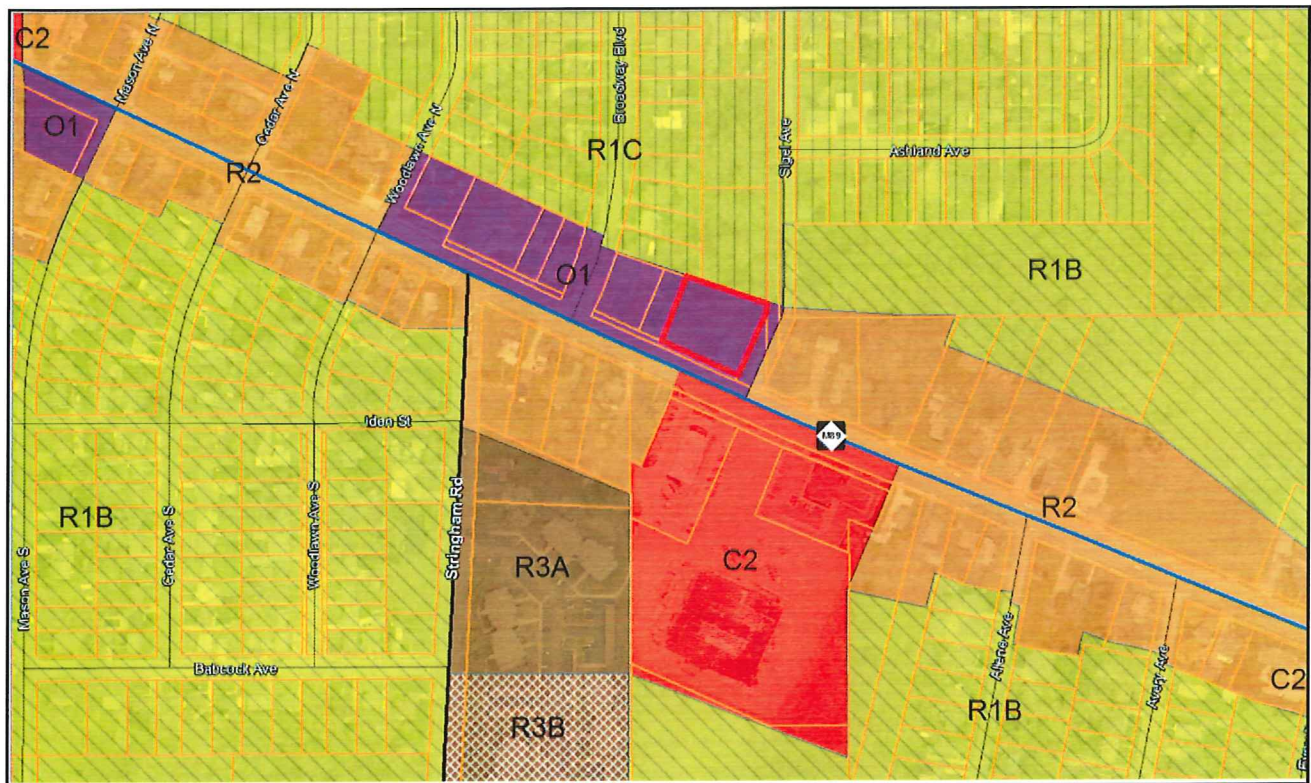 C2
Mason Ave N
Cedar Ave N
Woodlawn Ave N
Broadway Blvd
Sigel Ave
Ashland Ave
O1
R2
R1C
R1B
O1
M89
Idon St
Stringham Rd
R1B
Mason Ave S
Cedar Ave S
Woodlawn Ave S
R3A
C2
R2
Arlene Ave
Avery Ave
C2
Babcock Ave
R3B
R1B